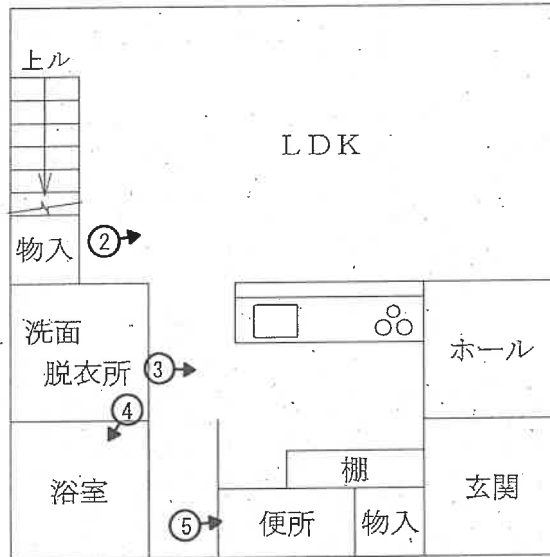 上ル
LDK
物入
②
洗面
脱衣所
③
ホール
④
浴室
棚
玄関
⑤
便所
物入